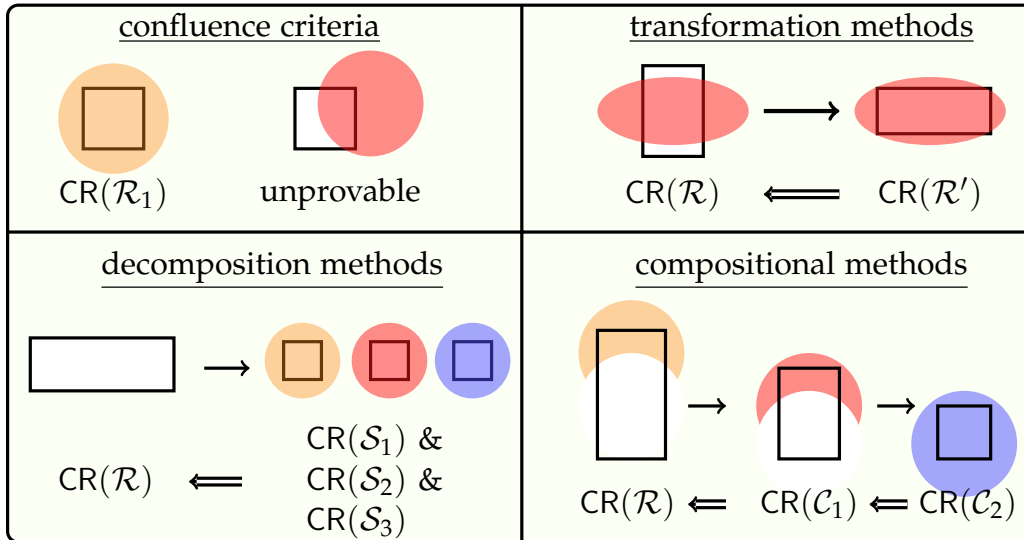 confluence criteria
CR(ℛ₁)
unprovable
transformation methods
CR(ℛ) ⟸ CR(ℛ′)
decomposition methods
CR(ℛ) ⟸ CR(𝒮₁) &
CR(𝒮₂) &
CR(𝒮₃)
compositional methods
CR(ℛ) ⟸ CR(𝒞₁) ⟸ CR(𝒞₂)